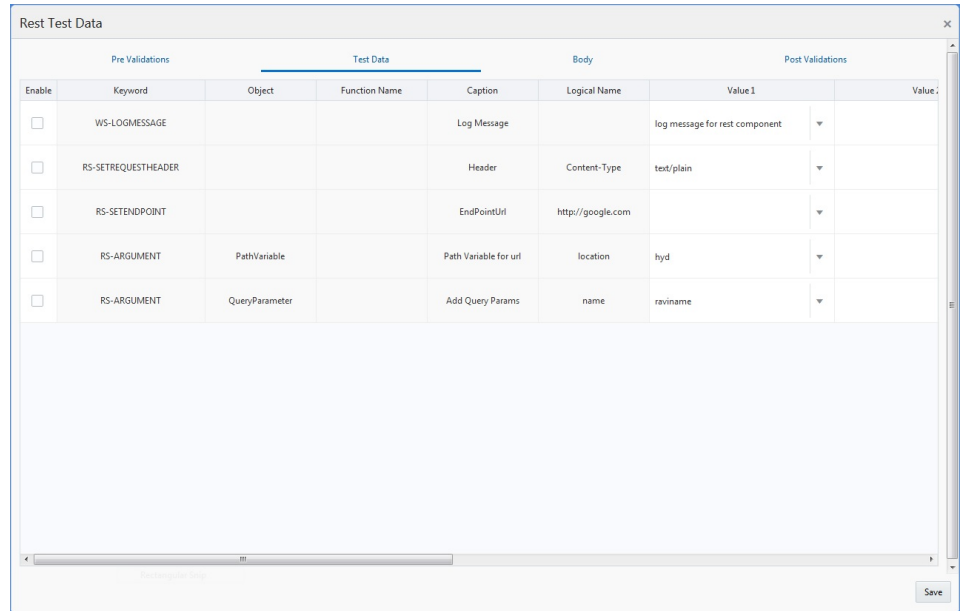 Rest Test Data
Pre Validations Test Data Body Post Validations
Enable Keyword Object Function Name Caption Logical Name Value 1 Value
WS-LOGMESSAGE Log Message log message for rest component
RS-SETREQUESTHEADER Header Content-Type text/plain
RS-SETENDPOINT EndPointUrl http://google.com
RS-ARGUMENT PathVariable Path Variable for url location hyd
RS-ARGUMENT QueryParameter Add Query Params name raviname
Save